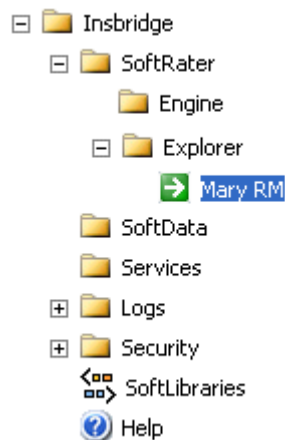 Insbridge
SoftRater
Engine
Explorer
Mary RM
SoftData
Services
Logs
Security
SoftLibraries
Help